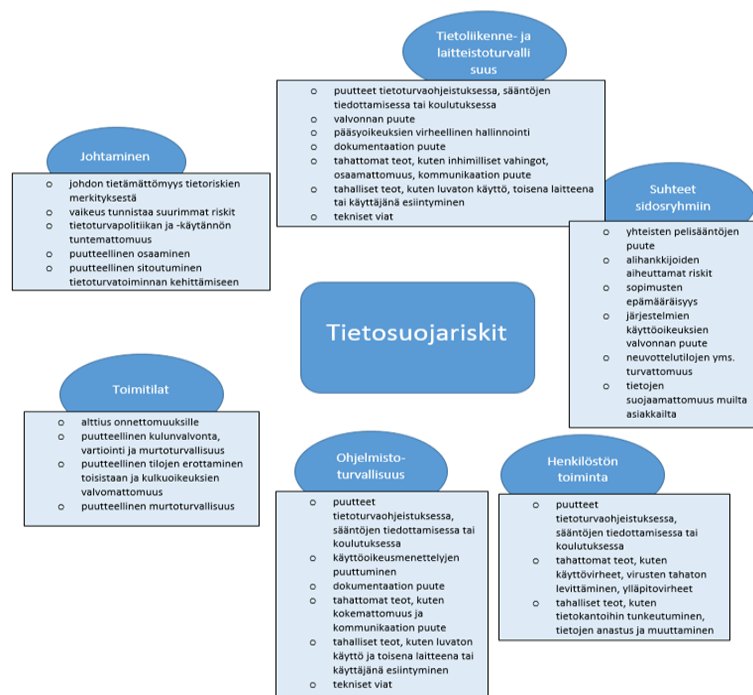 Tietoliikenne- ja
laitteistoturvalli
suus
o puutteet tietoturvaohjeistuksessa, sääntöjen
tiedottamisessa tai koulutuksessa
o valvonnan puute
o pääsyoikeuksien virheellinen hallinnointi
o dokumentaation puute
o tahattomat teot, kuten inhimilliset vahingot,
osaamattomuus, kommunikaation puute
o tahalliset teot, kuten luvaton käyttö, toisena laitteena
tai käyttäjänä esiintyminen
o tekniset viat
Johtaminen
o johdon tietämättömyys tietoriskien
merkityksestä
o vaikeus tunnistaa suurimmat riskit
o tietoturvapolitiikan ja -käytännön
tuntemattomuus
o puutteellinen osaaminen
o puutteellinen sitoutuminen
tietoturvatoiminnan kehittämiseen
Suhteet
sidosryhmiin
o yhteisten pelisääntöjen
puute
o alihankkijoiden
aiheuttamat riskit
o sopimusten
epämääräisyys
o järjestelmien
käyttöoikeuksien
valvonnan puute
o neuvottelutilojen yms.
turvattomuus
o tietojen
suojaamattomuus muilta
asiakkailta
Tietosuojariskit
Toimitilat
o alttius onnettomuuksille
o puutteellinen kulunvalvonta,
vartiointi ja murtoturvallisuus
o puutteellinen tilojen erottaminen
toisistaan ja kulkuoikeuksien
valvomattomuus
o puutteellinen murtoturvallisuus
Ohjelmisto-
turvallisuus
o puutteet
tietoturvaohjeistuksessa,
sääntöjen tiedottamisessa tai
koulutuksessa
o käyttöoikeusmenettelyjen
puuttuminen
o dokumentaation puute
o tahattomat teot, kuten
kokemattomuus ja
kommunikaation puute
o tahalliset teot, kuten luvaton
käyttö ja toisena laitteena tai
käyttäjänä esiintyminen
o tekniset viat
Henkilöstön
toiminta
o puutteet
tietoturvaohjeistuksessa,
sääntöjen tiedottamisessa tai
koulutuksessa
o tahattomat teot, kuten
käyttövirheet, virusten tahaton
levittäminen, ylläpitovirheet
o tahalliset teot, kuten
tietokantoihin tunkeutuminen,
tietojen anastus ja muuttaminen